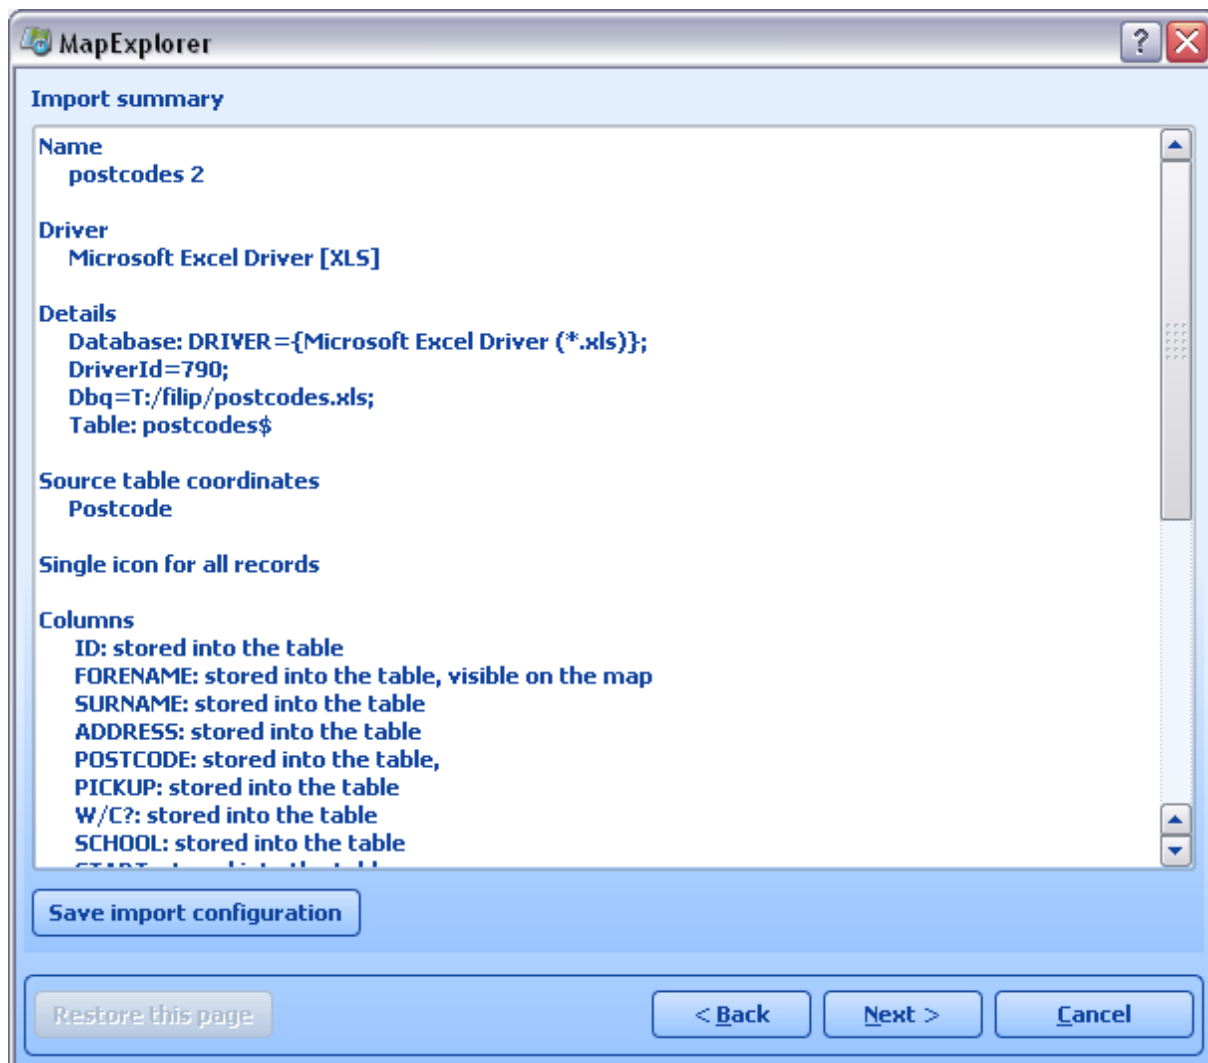 MapExplorer
?
Import summary
Name
postcodes 2
Driver
Microsoft Excel Driver [XLS]
Details
Database: DRIVER={Microsoft Excel Driver (*.xls)};
DriverId=790;
Dbq=T:/filip/postcodes.xls;
Table: postcodes$
Source table coordinates
Postcode
Single icon for all records
Columns
ID: stored into the table
FORENAME: stored into the table, visible on the map
SURNAME: stored into the table
ADDRESS: stored into the table
POSTCODE: stored into the table,
PICKUP: stored into the table
W/C?: stored into the table
SCHOOL: stored into the table
Save import configuration
Restore this page
< Back
Next >
Cancel